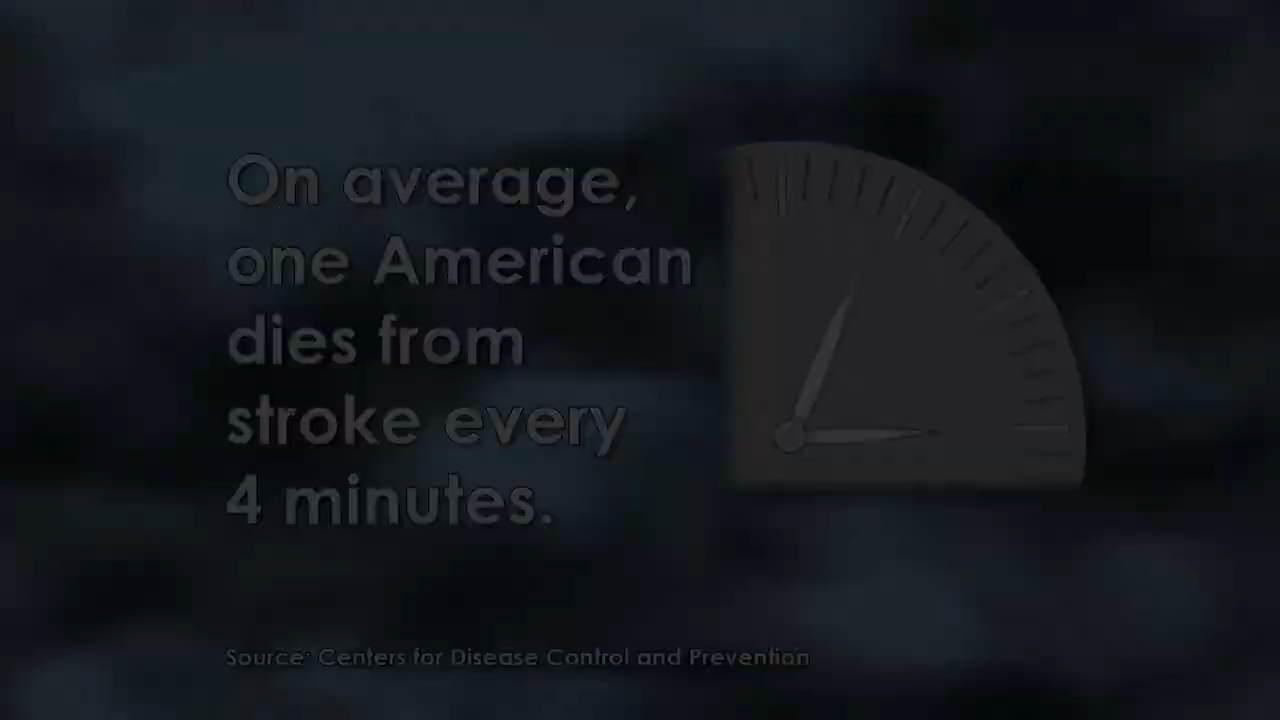 On average,
one American
dies from
stroke every
4 minutes.
Source: Centers for Disease Control and Prevention